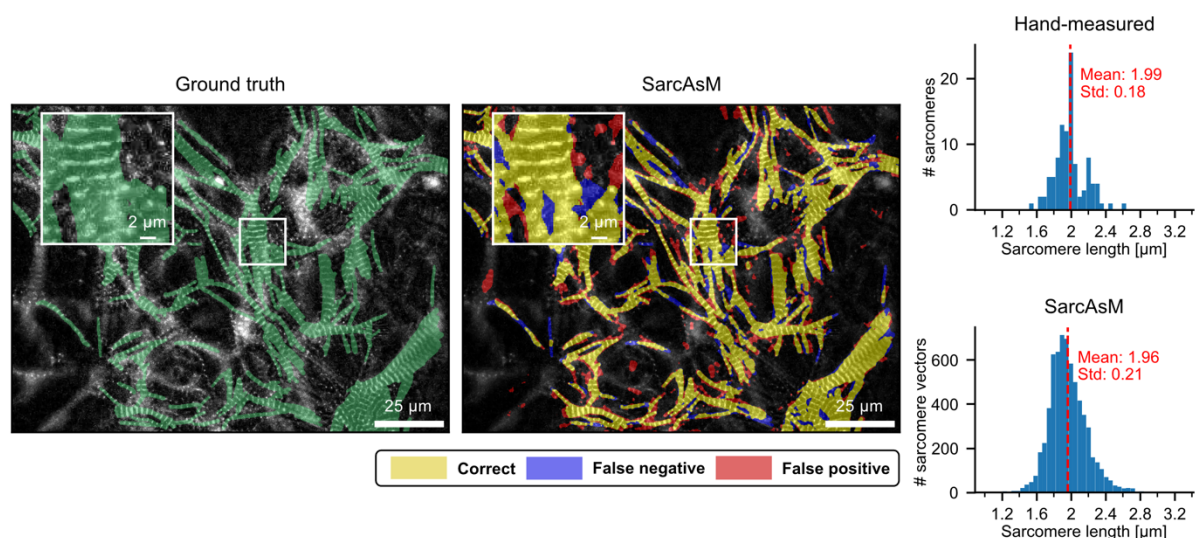 Ground truth
2 µm
25 µm
SarcAsM
2 µm
25 µm
Correct
False negative
False positive
Hand-measured
# sarcomeres
20
10
0
Mean: 1.99
Std: 0.18
1.2 1.6 2 2.4 2.8 3.2
Sarcomere length [µm]
SarcAsM
# sarcomere vectors
600
400
200
0
Mean: 1.96
Std: 0.21
1.2 1.6 2 2.4 2.8 3.2
Sarcomere length [µm]